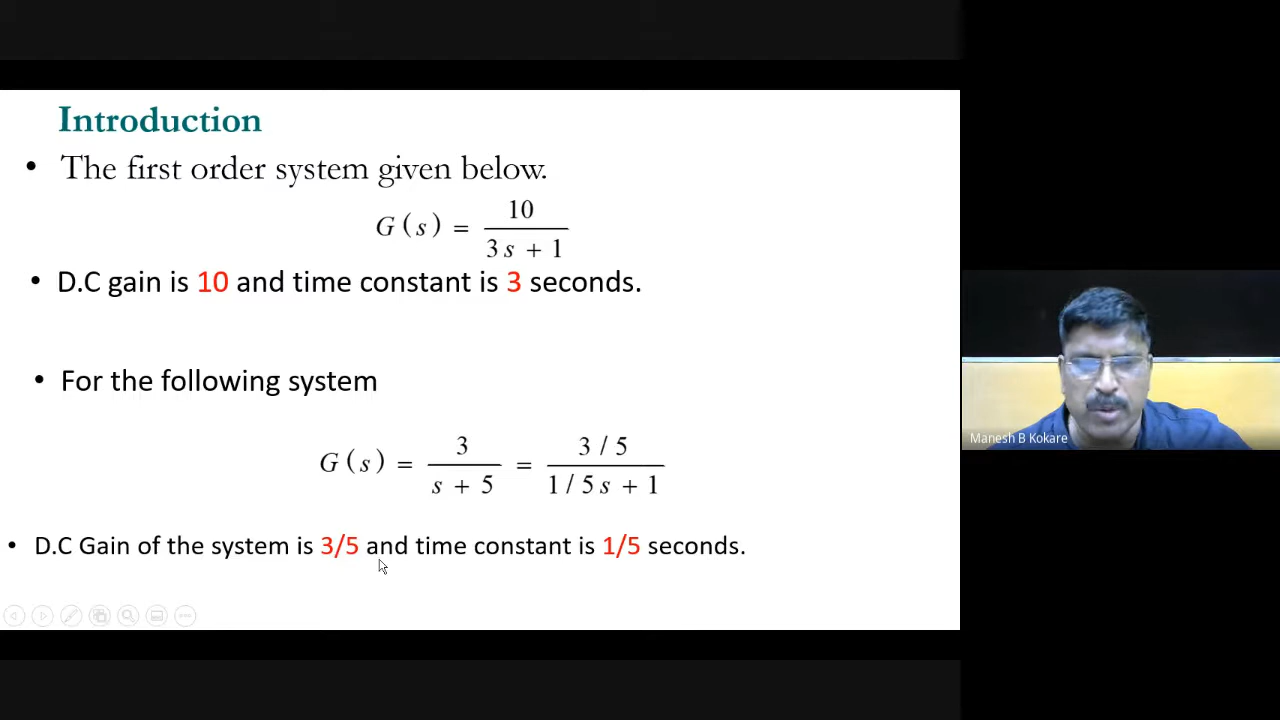 Introduction
• The first order system given below.
G(s) = 10 / 3s + 1
• D.C gain is 10 and time constant is 3 seconds.
• For the following system
G(s) = 3 / s + 5 = 3/5 / 1/5s + 1
• D.C Gain of the system is 3/5 and time constant is 1/5 seconds.
Manesh B Kokare